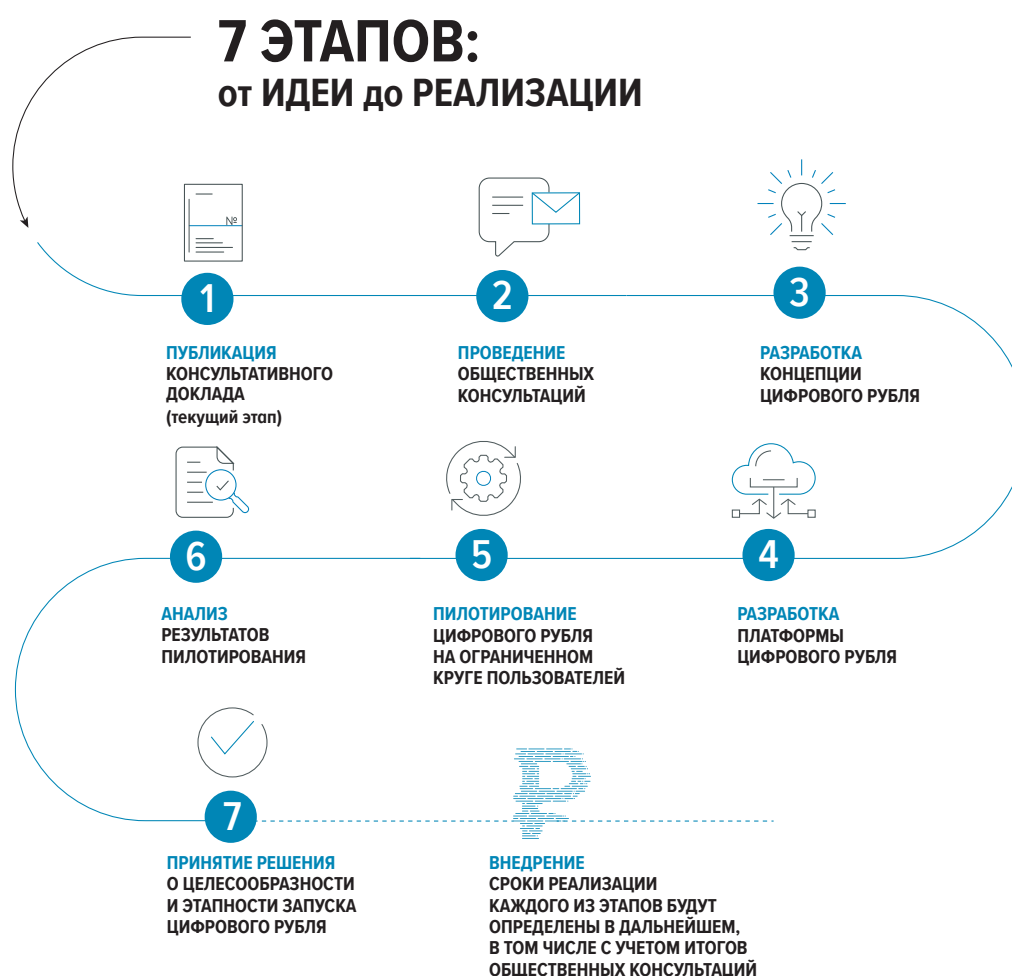 7 ЭТАПОВ:
от ИДЕИ до РЕАЛИЗАЦИИ
№
1
ПУБЛИКАЦИЯ
КОНСУЛЬТАТИВНОГО
ДОКЛАДА
(текущий этап)
2
ПРОВЕДЕНИЕ
ОБЩЕСТВЕННЫХ
КОНСУЛЬТАЦИЙ
3
РАЗРАБОТКА
КОНЦЕПЦИИ
ЦИФРОВОГО РУБЛЯ
4
РАЗРАБОТКА
ПЛАТФОРМЫ
ЦИФРОВОГО РУБЛЯ
5
ПИЛОТИРОВАНИЕ
ЦИФРОВОГО РУБЛЯ
НА ОГРАНИЧЕННОМ
КРУГЕ ПОЛЬЗОВАТЕЛЕЙ
6
АНАЛИЗ
РЕЗУЛЬТАТОВ
ПИЛОТИРОВАНИЯ
7
ПРИНЯТИЕ РЕШЕНИЯ
О ЦЕЛЕСООБРАЗНОСТИ
И ЭТАПНОСТИ ЗАПУСКА
ЦИФРОВОГО РУБЛЯ
ВНЕДРЕНИЕ
СРОКИ РЕАЛИЗАЦИИ
КАЖДОГО ИЗ ЭТАПОВ БУДУТ
ОПРЕДЕЛЕНЫ В ДАЛЬНЕЙШЕМ,
В ТОМ ЧИСЛЕ С УЧЕТОМ ИТОГОВ
ОБЩЕСТВЕННЫХ КОНСУЛЬТАЦИЙ